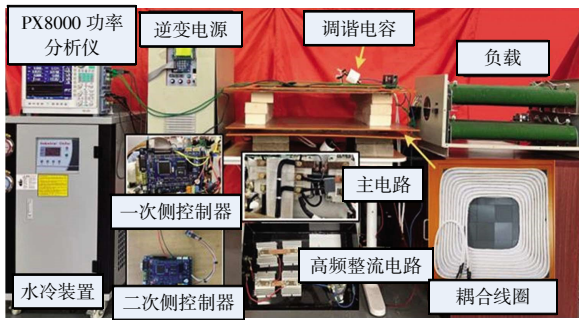 PX8000 功率
分析仪
逆变电源
调谐电容
负载
主电路
一次侧控制器
高频整流电路
水冷装置
二次侧控制器
耦合线圈